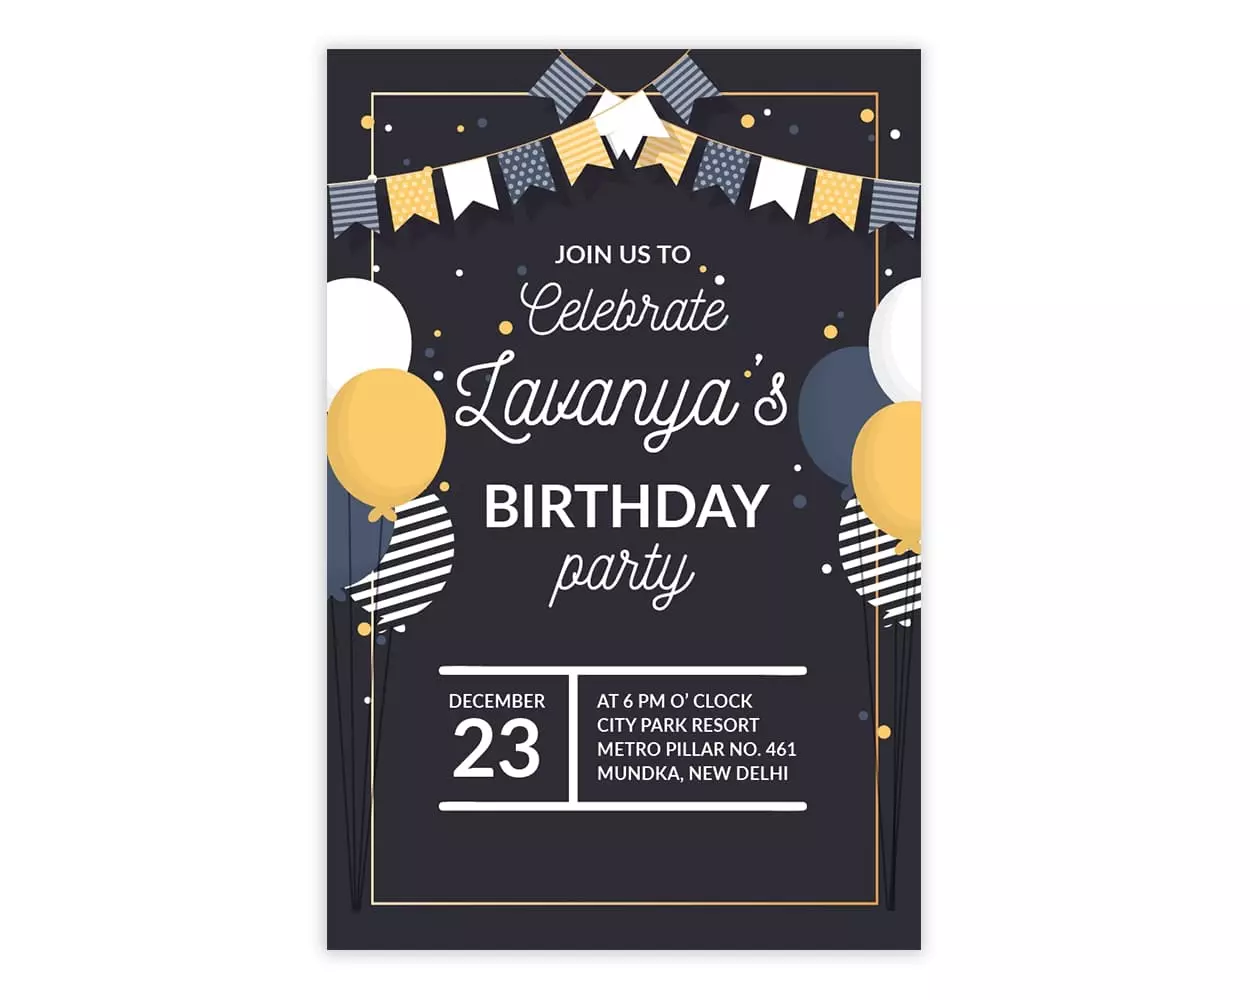 JOIN US TO
Celebrate
Lavanya's
BIRTHDAY
party
DECEMBER
23
AT 6 PM O' CLOCK
CITY PARK RESORT
METRO PILLAR NO. 461
MUNDKA, NEW DELHI